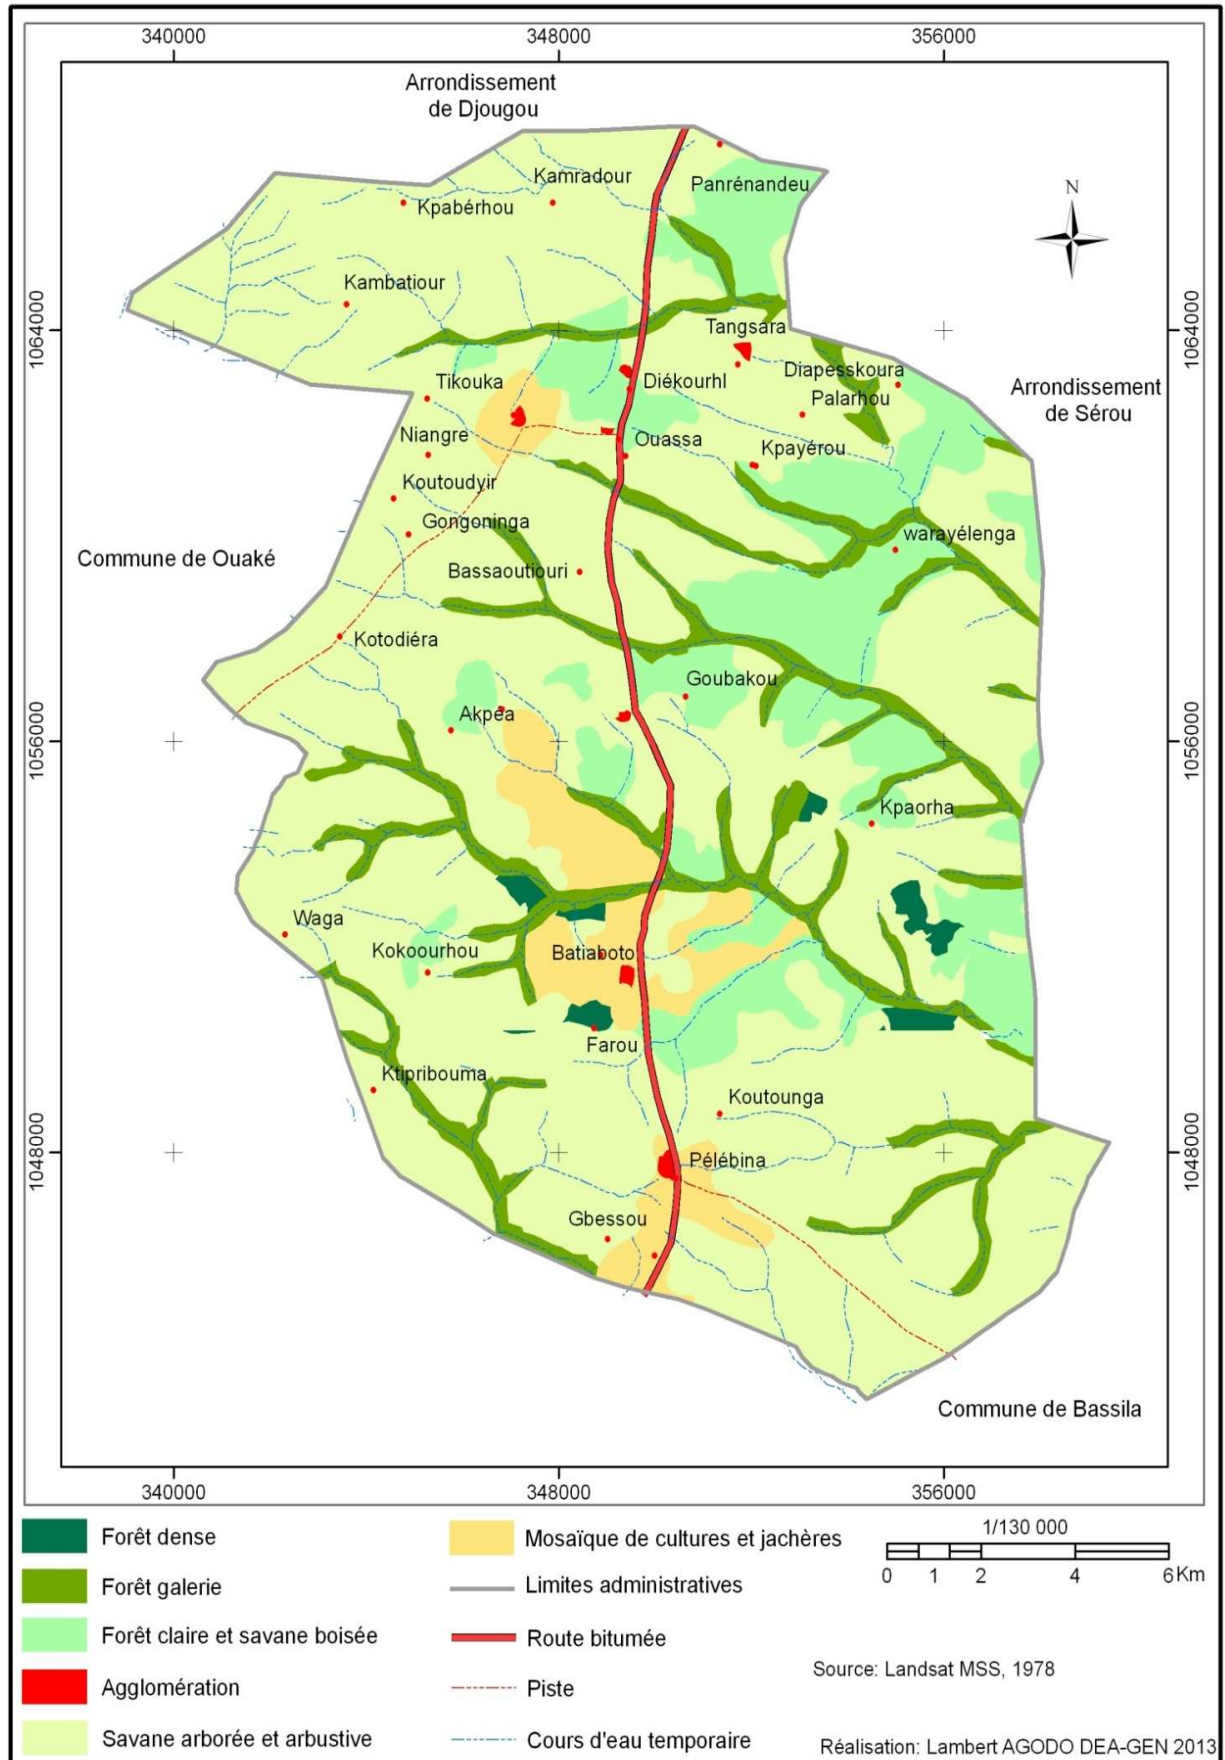 340000
348000
356000
Arrondissement
de Djougou
Kamradour
Panrénandeu
Kpabérhou
N
Kambatiour
1064000
1064000
Tangsara
Diapesskoura
Tikouka
Diékourhl
Palarhou
Arrondissement
de Sérou
Niangre
Ouassa
Kpayérou
Koutoudyir
Gongoninga
warayélenga
Commune de Ouaké
Bassaoutiouri
Kotodiéra
Goubakou
Akpéa
1056000
1056000
Kpaorha
Waga
Kokoourhou
Batiaboto
Farou
Ktipribouma
Koutounga
1048000
1048000
Pélébina
Gbessou
Commune de Bassila
340000
348000
356000
Forêt dense
Forêt galerie
Forêt claire et savane boisée
Agglomération
Savane arborée et arbustive
Mosaïque de cultures et jachères
Limites administratives
Route bitumée
Piste
Cours d'eau temporaire
1/130 000
0 1 2 4 6 Km
Source: Landsat MSS, 1978
Réalisation: Lambert AGODO DEA-GEN 2013